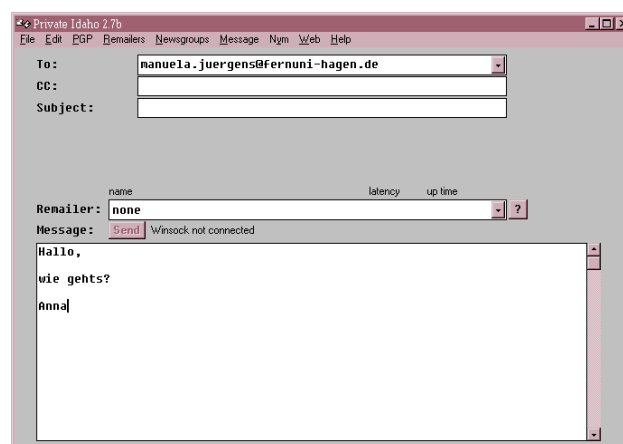 Private Idaho 2.7b
File Edit PGP Remailers Newsgroups Message Nym Web Help
To: manuela.juergens@fernuni-hagen.de
CC:
Subject:
name latency up time
Remailer: none ?
Message: Send Winsock not connected
Hallo,
wie gehts?
Anna